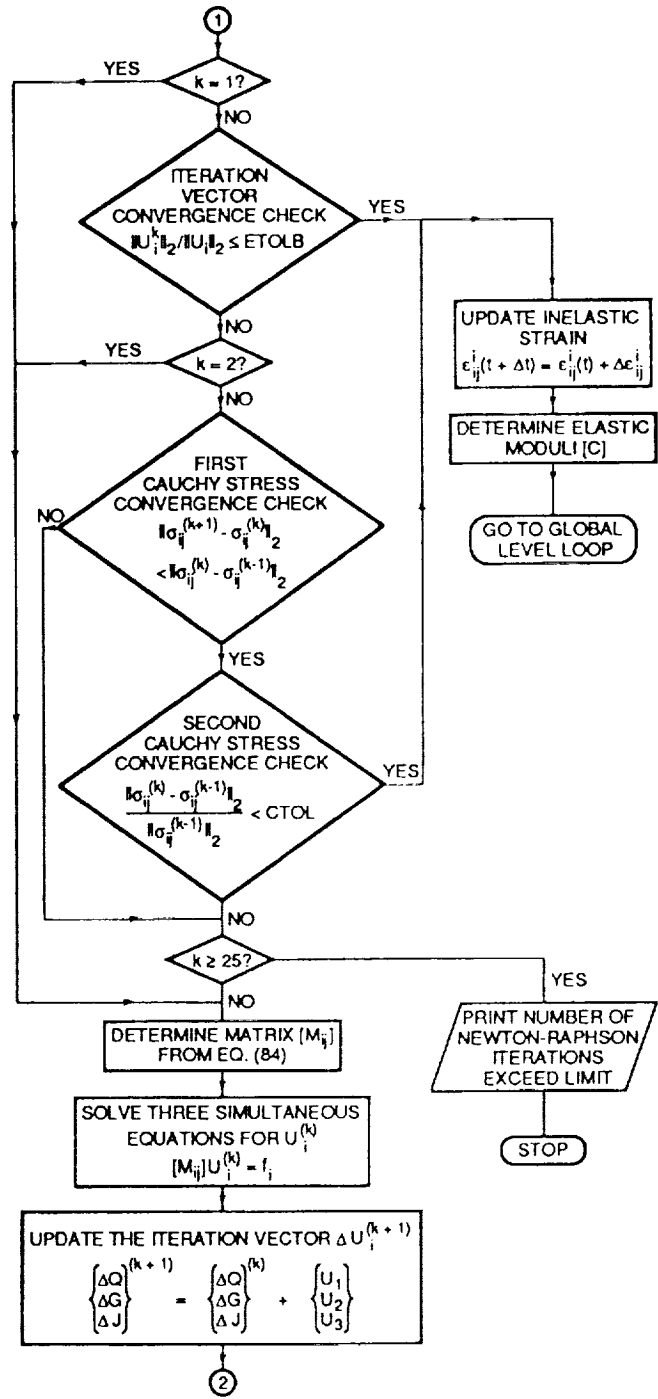 1
YES
k = 1?
NO
ITERATION
VECTOR
CONVERGENCE CHECK
‖U_i^k‖_2/‖U_i‖_2 ≤ ETOLB
YES
NO
YES
k = 2?
NO
UPDATE INELASTIC
STRAIN
ε_ij^i(t + Δt) = ε_ij^i(t) + Δε_ij^i
DETERMINE ELASTIC
MODULI [C]
GO TO GLOBAL
LEVEL LOOP
FIRST
CAUCHY STRESS
CONVERGENCE CHECK
NO
‖σ_ij^(k+1) - σ_ij^(k)‖_2
< ‖σ_ij^(k) - σ_ij^(k-1)‖_2
YES
SECOND
CAUCHY STRESS
CONVERGENCE CHECK
YES
‖σ_ij^(k) - σ_ij^(k-1)‖_2
‖σ_ij^(k-1)‖_2
< CTOL
NO
k ≥ 25?
YES
NO
PRINT NUMBER OF
NEWTON-RAPHSON
ITERATIONS
EXCEED LIMIT
STOP
DETERMINE MATRIX [M_ij]
FROM EQ. (84)
SOLVE THREE SIMULTANEOUS
EQUATIONS FOR U_i^(k)
[M_ij]U_i^(k) = f_i
UPDATE THE ITERATION VECTOR Δ U_i^(k + 1)
{ΔQ}^(k + 1) {ΔQ}^(k) {U_1}
{ΔG} = {ΔG} + {U_2}
{Δ J} {Δ J} {U_3}
2